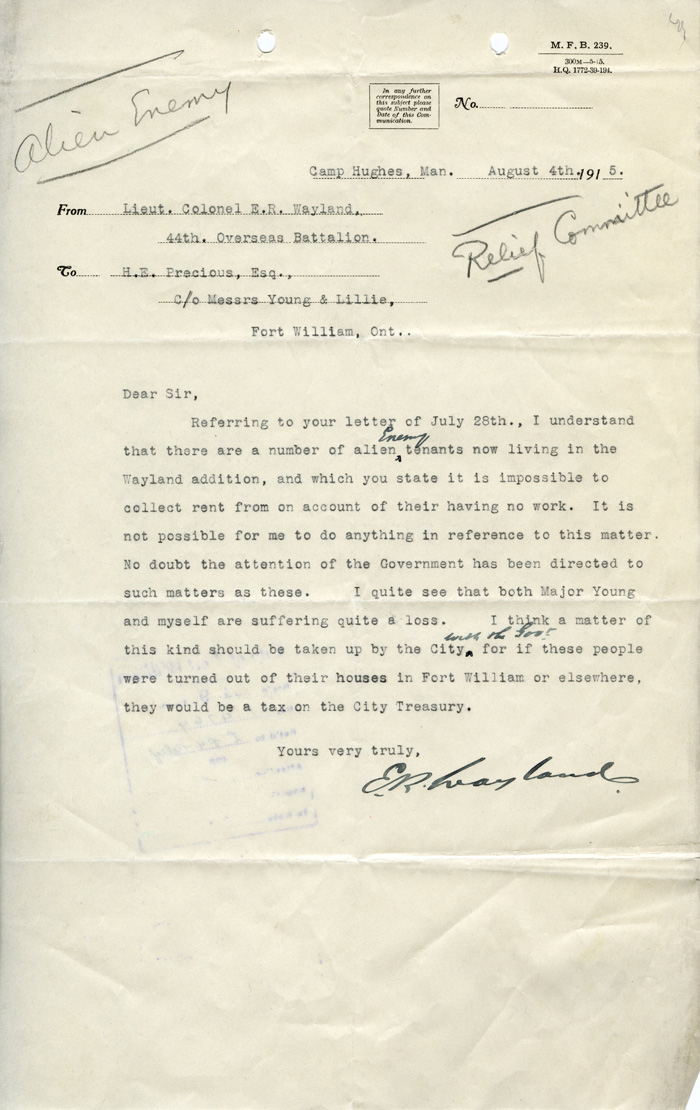 M. F. B. 239.
300M—5-15.
H.Q. 1772-39-194.
In any further
correspondence on
this subject please
quote Number and
Date of this Com-
munication.
No.
Alien Enemy
Camp Hughes, Man. August 4th. 1915.
From Lieut. Colonel E.R. Wayland,
44th. Overseas Battalion.
Relief Committee
To H.E. Precious, Esq.,
C/o Messrs Young & Lillie,
Fort William, Ont..
Dear Sir,
Referring to your letter of July 28th., I understand
Enemy
that there are a number of alien tenants now living in the
Wayland addition, and which you state it is impossible to
collect rent from on account of their having no work. It is
not possible for me to do anything in reference to this matter.
No doubt the attention of the Government has been directed to
such matters as these. I quite see that both Major Young
and myself are suffering quite a loss. I think a matter of
with the Govt
this kind should be taken up by the City, for if these people
were turned out of their houses in Fort William or elsewhere,
they would be a tax on the City Treasury.
Yours very truly,
E.R. Wayland